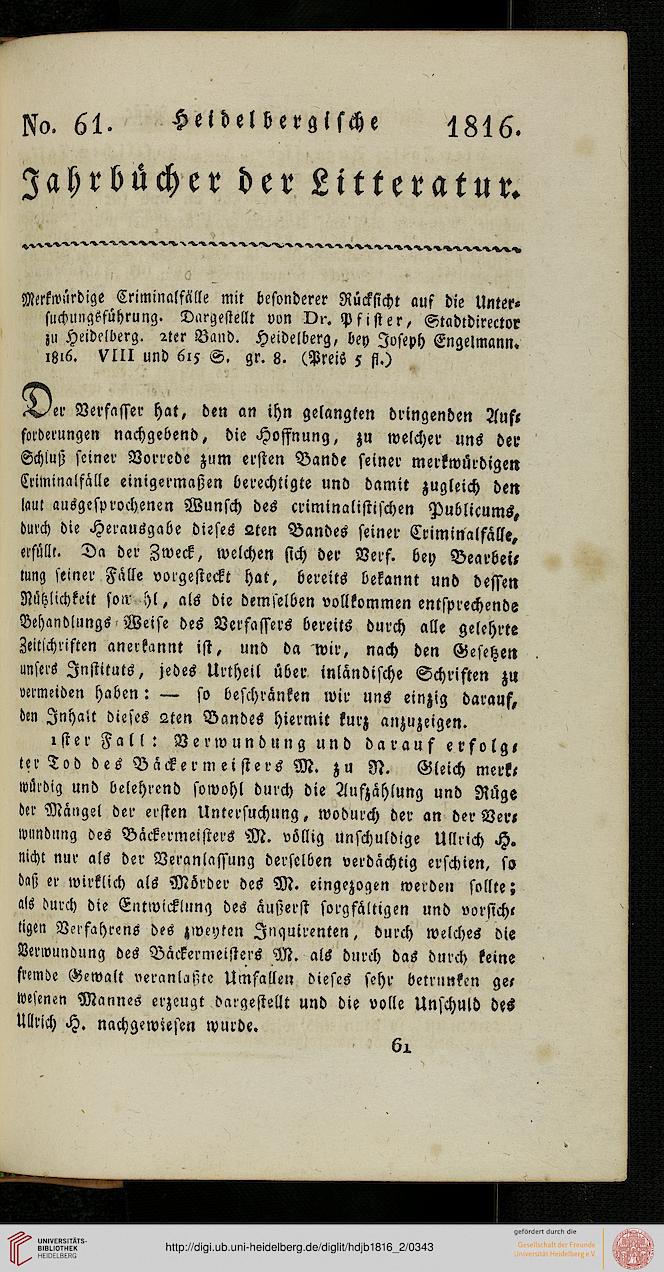 No. 61. Heidelbergische 1816.
Jahrbücher der Litteratur.
Merkwürdige Criminalfälle mit besonderer Rücksicht auf die Unter-
suchungsführung. Dargestellt von Dr. Pfister, Stadtdirector
zu Heidelberg. 2ter Band. Heidelberg, bey Joseph Engelmann.
1816. VIII und 615 S. gr. 8. (Preis 5 fl.)
Der Verfasser hat, den an ihn gelangten dringenden Auf-
forderungen nachgebend, die Hoffnung, zu welcher uns der
Schluß seiner Vorrede zum ersten Bande seiner merkwürdigen
Criminalfälle einigermaßen berechtigte und damit zugleich den
laut ausgesprochenen Wunsch des criminalistischen Publicums,
durch die Herausgabe dieses 2ten Bandes seiner Criminalfälle,
erfüllt. Da der Zweck, welchen sich der Verf. bey Bearbei-
tung seiner Fälle vorgesteckt hat, bereits bekannt und dessen
Nützlichkeit sowohl, als die demselben vollkommen entsprechende
Behandlungs-Weise des Verfassers bereits durch alle gelehrte
Zeitschriften anerkannt ist, und da wir, nach den Gesetzen
unsers Instituts, jedes Urtheil über inländische Schriften zu
vermeiden haben: — so beschränken wir uns einzig darauf,
den Inhalt dieses 2ten Bandes hiermit kurz anzuzeigen.
1ster Fall: Verwundung und darauf erfolg-
ter Tod des Bäckermeisters M. zu N. Gleich merk-
würdig und belehrend sowohl durch die Aufzählung und Rüge
der Mängel der ersten Untersuchung, wodurch der an der Ver-
wundung des Bäckermeisters M. völlig unschuldige Ullrich H.
nicht nur als der Veranlassung derselben verdächtig erschien, so
daß er wirklich als Mörder des M. eingezogen werden sollte;
als durch die Entwicklung des äußerst sorgfältigen und vorsich-
tigen Verfahrens des zweyten Inquirenten, durch welches die
Verwundung des Bäckermeisters M. als durch das durch keine
fremde Gewalt veranlaßte Umfallen dieses sehr betrunken ge-
wesenen Mannes erzeugt dargestellt und die volle Unschuld des
Ullrich H. nachgewiesen wurde.
61
UNIVERSITÄTS-
BIBLIOTHEK
HEIDELBERG
http://digi.ub.uni-heidelberg.de/diglit/hdjb1816_2/0343
gefördert durch die
Gesellschaft der Freunde
Universität Heidelberg e.V.